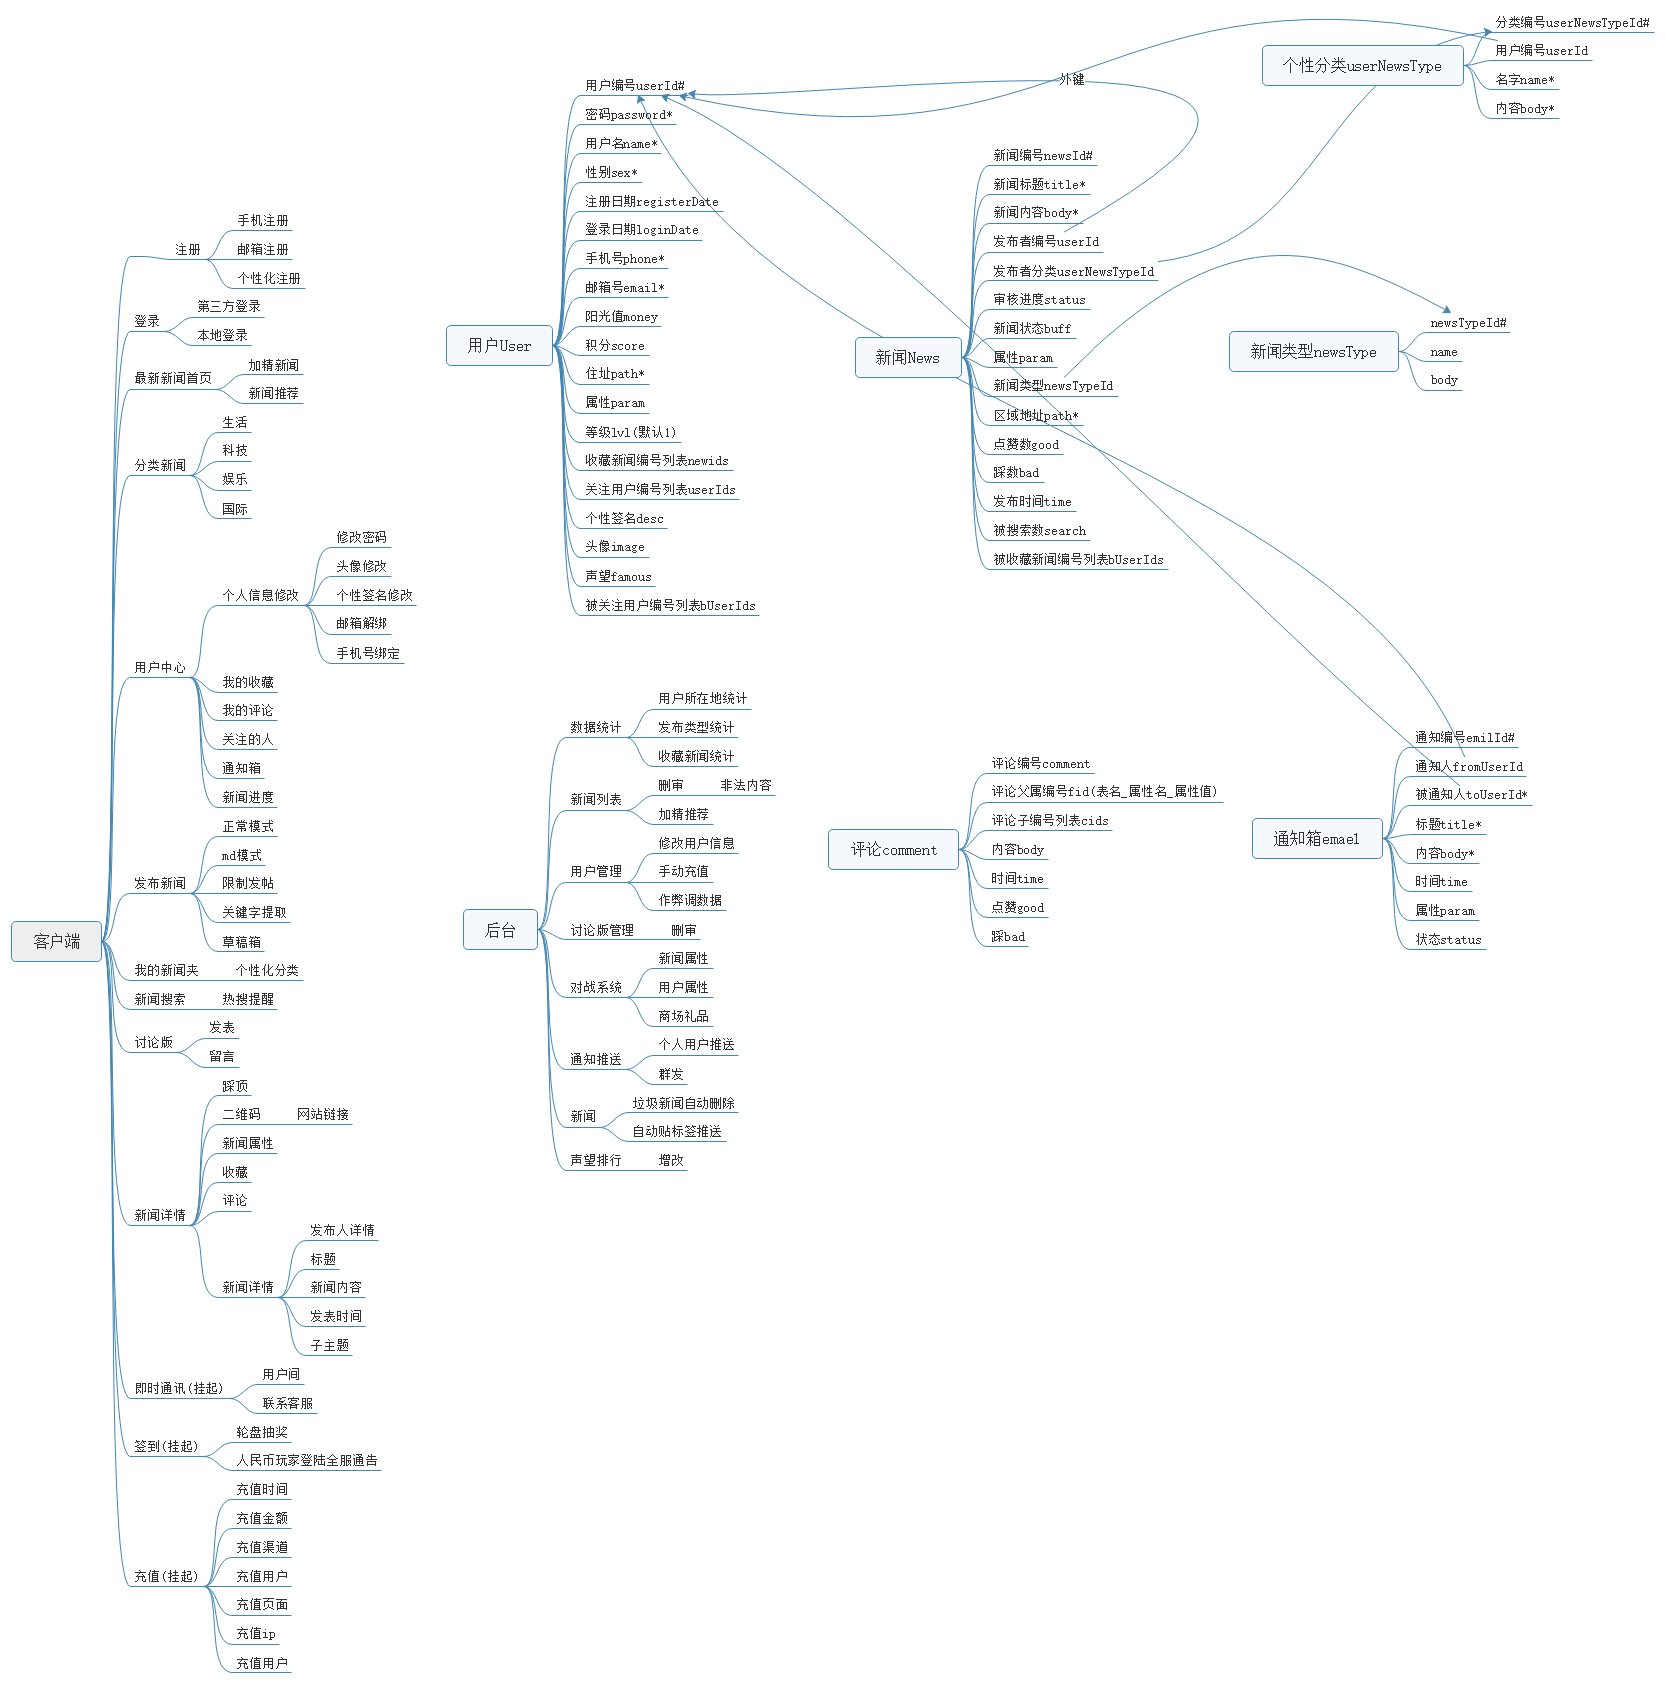 客户端
注册
手机注册
邮箱注册
个性化注册
登录
第三方登录
本地登录
最新新闻首页
加精新闻
新闻推荐
分类新闻
生活
科技
娱乐
国际
用户中心
个人信息修改
修改密码
头像修改
个性签名修改
邮箱解绑
手机号绑定
我的收藏
我的评论
关注的人
通知箱
新闻进度
发布新闻
正常模式
md模式
限制发帖
关键字提取
草稿箱
我的新闻夹
个性化分类
新闻搜索
热搜提醒
讨论版
发表
留言
新闻详情
踩顶
二维码
网站链接
新闻属性
收藏
评论
新闻详情
发布人详情
标题
新闻内容
发表时间
子主题
即时通讯(挂起)
用户间
联系客服
签到(挂起)
轮盘抽奖
人民币玩家登陆全服通告
充值(挂起)
充值时间
充值金额
充值渠道
充值用户
充值页面
充值ip
充值用户
用户User
用户编号userId#
密码password*
用户名name*
性别sex*
注册日期registerDate
登录日期loginDate
手机号phone*
邮箱号email*
阳光值money
积分score
住址path*
属性param
等级lvl(默认1)
收藏新闻编号列表newids
关注用户编号列表userIds
个性签名desc
头像image
声望famous
被关注用户编号列表bUserIds
后台
数据统计
用户所在地统计
发布类型统计
收藏新闻统计
新闻列表
删审
非法内容
加精推荐
用户管理
修改用户信息
手动充值
作弊调数据
讨论版管理
删审
对战系统
新闻属性
用户属性
商场礼品
通知推送
个人用户推送
群发
新闻
垃圾新闻自动删除
自动贴标签推送
声望排行
增改
外键
新闻News
新闻编号newsId#
新闻标题title*
新闻内容body*
发布者编号userId
发布者分类userNewsTypeId
审核进度status
新闻状态buff
属性param
新闻类型newsTypeId
区域地址path*
点赞数good
踩数bad
发布时间time
被搜索数search
被收藏新闻编号列表bUserIds
评论comment
评论编号comment
评论父属编号fid(表名_属性名_属性值)
评论子编号列表cids
内容body
时间time
点赞good
踩bad
个性分类userNewsType
分类编号userNewsTypeId#
用户编号userId
名字name*
内容body*
新闻类型newsType
newsTypeId#
name
body
通知箱emael
通知编号emilId#
通知人fromUserId
被通知人toUserId*
标题title*
内容body*
时间time
属性param
状态status